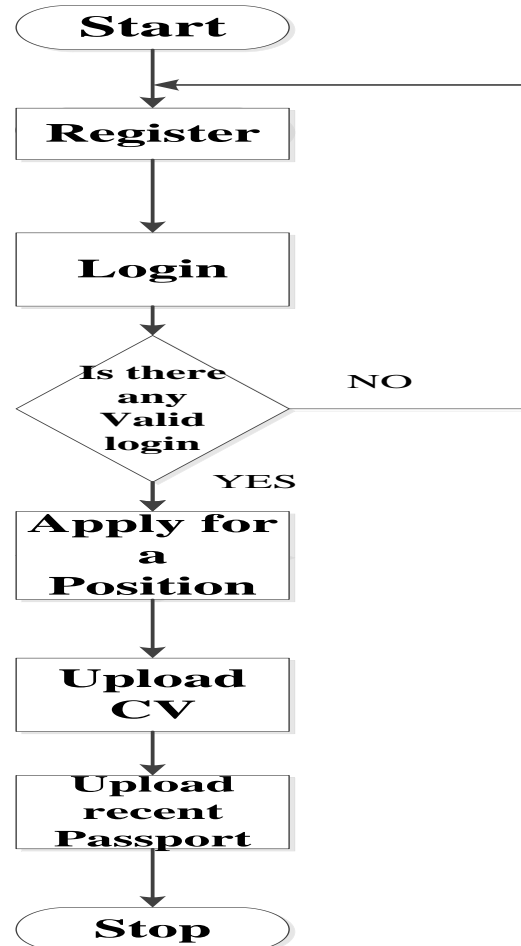 Start
Register
Login
Is there
any
Valid
login
NO
YES
Apply for
a
Position
Upload
CV
Upload
recent
Passport
Stop